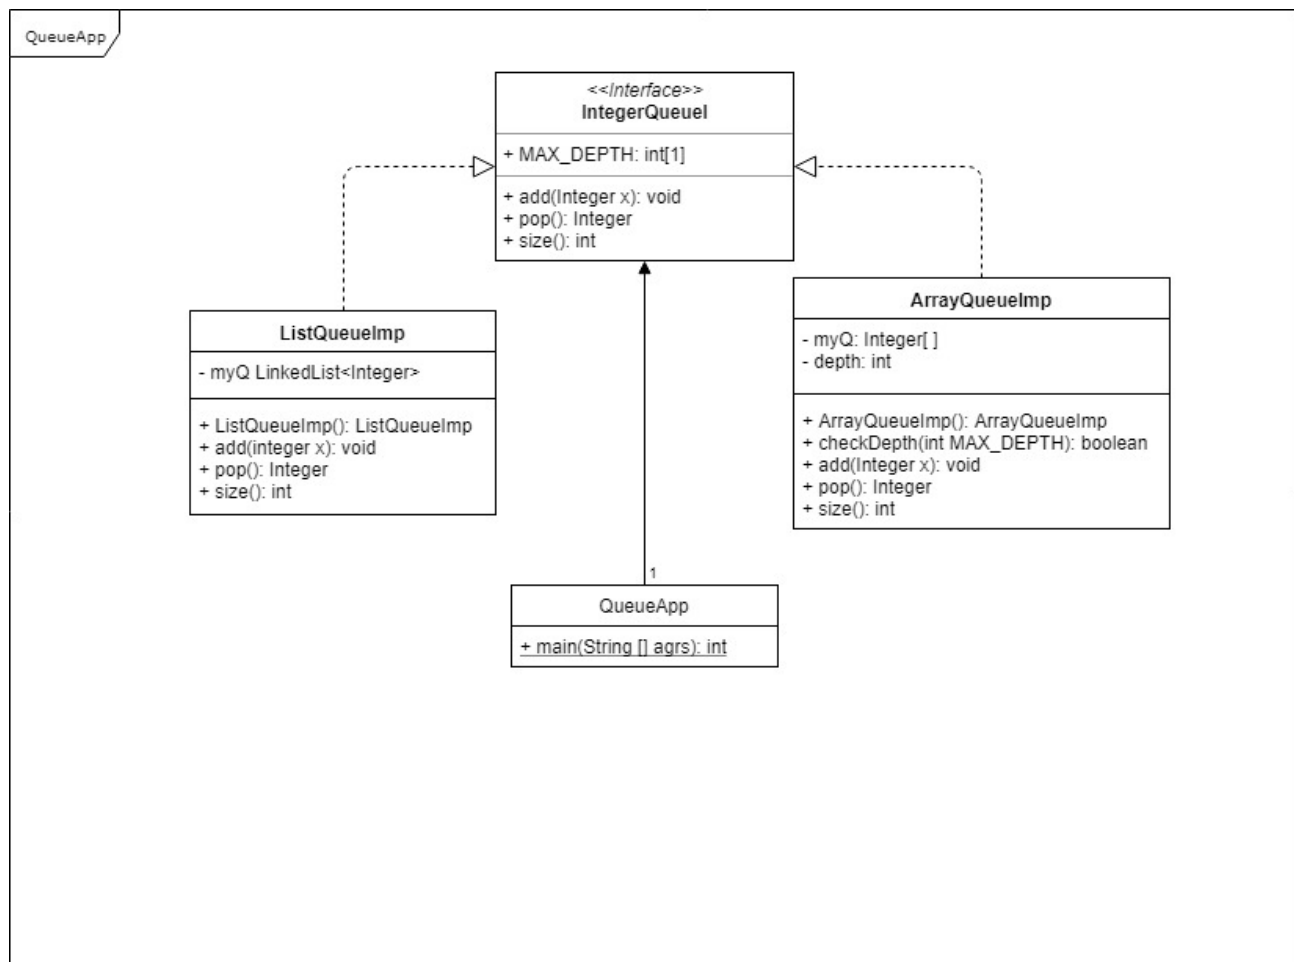 QueueApp
<<Interface>>
IntegerQueueI
+ MAX_DEPTH: int[1]
+ add(Integer x): void
+ pop(): Integer
+ size(): int
ListQueueImp
- myQ LinkedList<Integer>
+ ListQueueImp(): ListQueueImp
+ add(integer x): void
+ pop(): Integer
+ size(): int
ArrayQueueImp
- myQ: Integer[ ]
- depth: int
+ ArrayQueueImp(): ArrayQueueImp
+ checkDepth(int MAX_DEPTH): boolean
+ add(Integer x): void
+ pop(): Integer
+ size(): int
1
QueueApp
+ main(String [] agrs): int